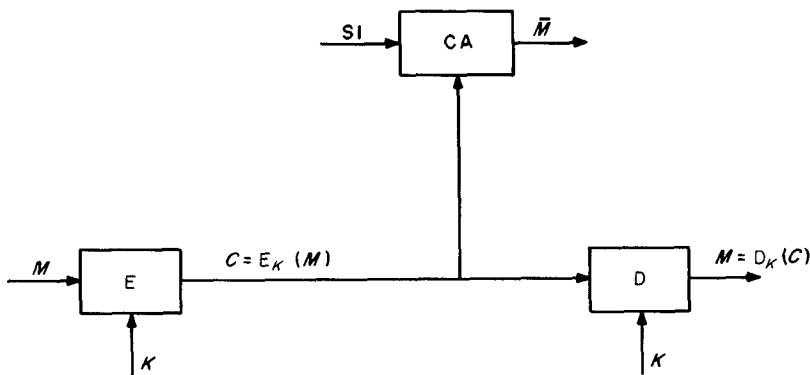 SI
CA
M̄
M
E
C = E_K (M)
D
M = D_K (C)
K
K